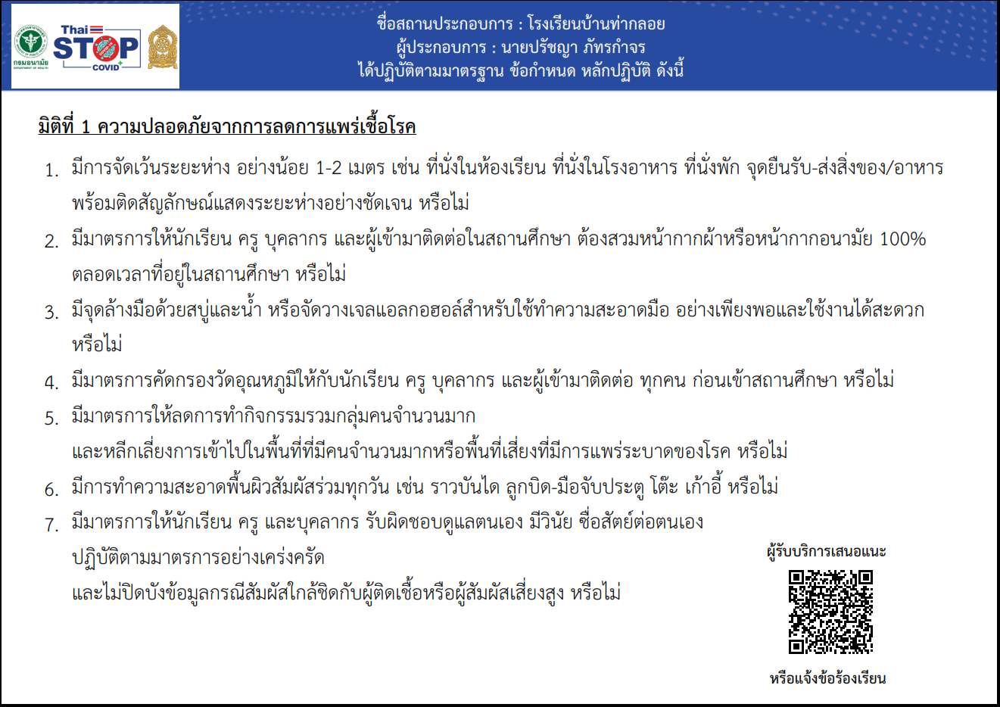 กรมอนามัย
DEPARTMENT OF HEALTH
Thai
STOP
COVID+
ชื่อสถานประกอบการ : โรงเรียนบ้านท่ากลอย
ผู้ประกอบการ : นายปรัชญา ภัทรกำจร
ได้ปฏิบัติตามมาตรฐาน ข้อกำหนด หลักปฏิบัติ ดังนี้
มิติที่ 1 ความปลอดภัยจากการลดการแพร่เชื้อโรค
1. มีการจัดเว้นระยะห่าง อย่างน้อย 1-2 เมตร เช่น ที่นั่งในห้องเรียน ที่นั่งในโรงอาหาร ที่นั่งพัก จุดยืนรับ-ส่งสิ่งของ/อาหาร
พร้อมติดสัญลักษณ์แสดงระยะห่างอย่างชัดเจน หรือไม่
2. มีมาตรการให้นักเรียน ครู บุคลากร และผู้เข้ามาติดต่อในสถานศึกษา ต้องสวมหน้ากากผ้าหรือหน้ากากอนามัย 100%
ตลอดเวลาที่อยู่ในสถานศึกษา หรือไม่
3. มีจุดล้างมือด้วยสบู่และน้ำ หรือจัดวางเจลแอลกอฮอล์สำหรับใช้ทำความสะอาดมือ อย่างเพียงพอและใช้งานได้สะดวก
หรือไม่
4. มีมาตรการคัดกรองวัดอุณหภูมิให้กับนักเรียน ครู บุคลากร และผู้เข้ามาติดต่อ ทุกคน ก่อนเข้าสถานศึกษา หรือไม่
5. มีมาตรการให้ลดการทำกิจกรรมรวมกลุ่มคนจำนวนมาก
และหลีกเลี่ยงการเข้าไปในพื้นที่ที่มีคนจำนวนมากหรือพื้นที่เสี่ยงที่มีการแพร่ระบาดของโรค หรือไม่
6. มีการทำความสะอาดพื้นผิวสัมผัสร่วมทุกวัน เช่น ราวบันได ลูกบิด-มือจับประตู โต๊ะ เก้าอี้ หรือไม่
7. มีมาตรการให้นักเรียน ครู และบุคลากร รับผิดชอบดูแลตนเอง มีวินัย ซื่อสัตย์ต่อตนเอง
ปฏิบัติตามมาตรการอย่างเคร่งครัด
และไม่ปิดบังข้อมูลกรณีสัมผัสใกล้ชิดกับผู้ติดเชื้อหรือผู้สัมผัสเสี่ยงสูง หรือไม่
ผู้รับบริการเสนอแนะ
หรือแจ้งข้อร้องเรียน